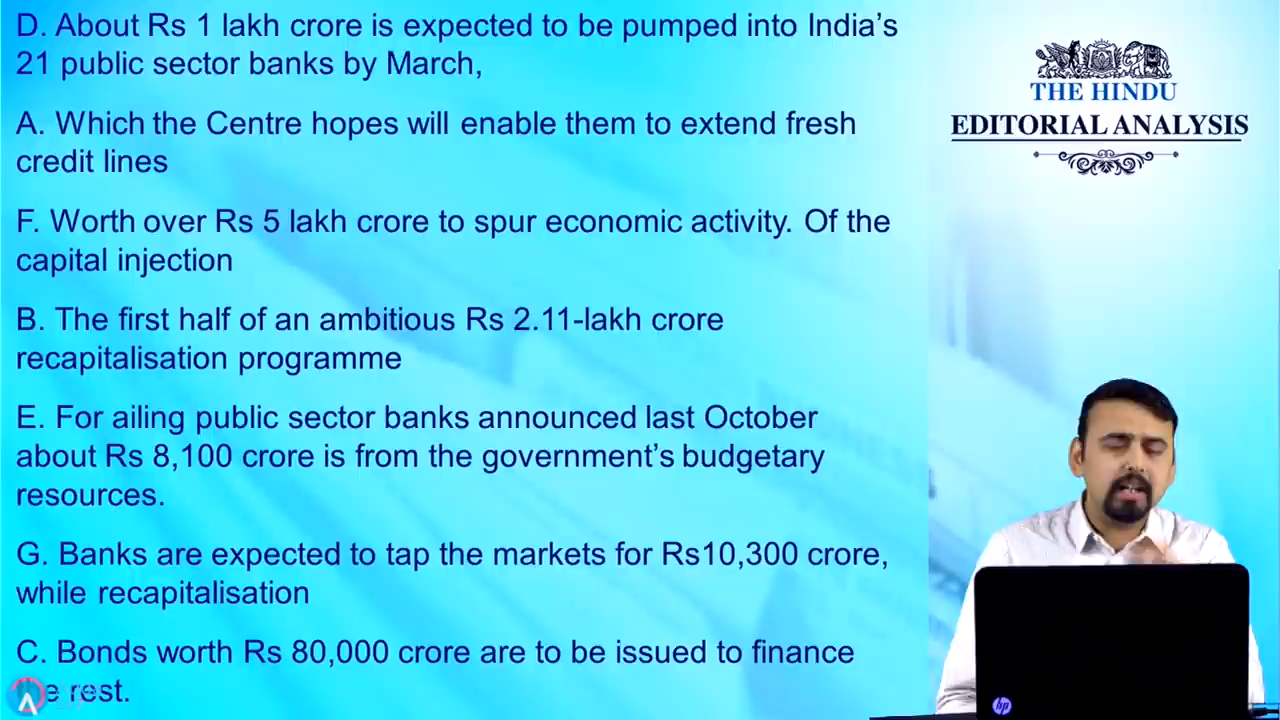 D. About Rs 1 lakh crore is expected to be pumped into India’s
21 public sector banks by March,
A. Which the Centre hopes will enable them to extend fresh
credit lines
F. Worth over Rs 5 lakh crore to spur economic activity. Of the
capital injection
B. The first half of an ambitious Rs 2.11-lakh crore
recapitalisation programme
E. For ailing public sector banks announced last October
about Rs 8,100 crore is from the government’s budgetary
resources.
G. Banks are expected to tap the markets for Rs10,300 crore,
while recapitalisation
C. Bonds worth Rs 80,000 crore are to be issued to finance
rest.
THE HINDU
EDITORIAL ANALYSIS
hp